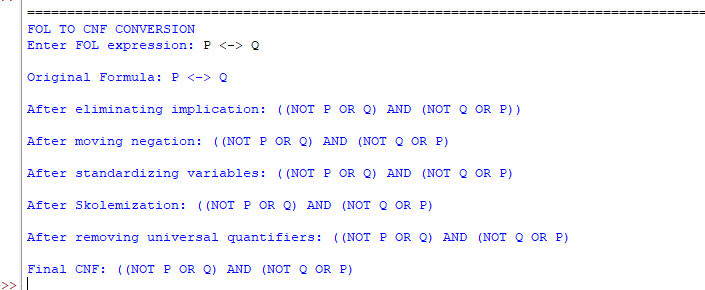 ======================================================================================
FOL TO CNF CONVERSION
Enter FOL expression: P <-> Q
Original Formula: P <-> Q
After eliminating implication: ((NOT P OR Q) AND (NOT Q OR P))
After moving negation: ((NOT P OR Q) AND (NOT Q OR P)
After standardizing variables: ((NOT P OR Q) AND (NOT Q OR P)
After Skolemization: ((NOT P OR Q) AND (NOT Q OR P)
After removing universal quantifiers: ((NOT P OR Q) AND (NOT Q OR P)
Final CNF: ((NOT P OR Q) AND (NOT Q OR P)
>>